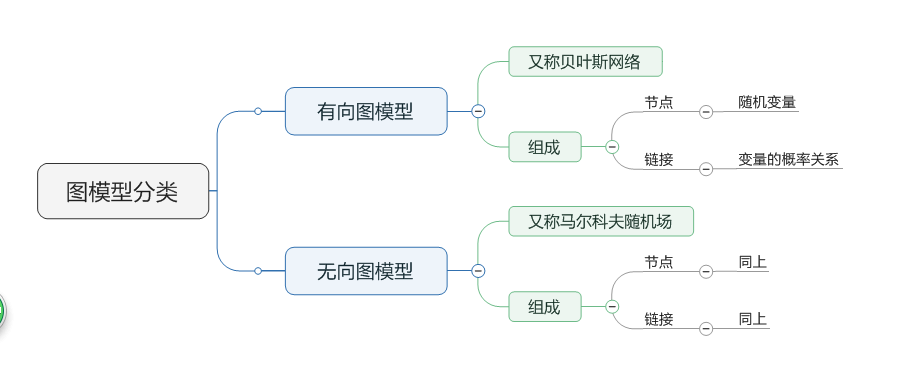 图模型分类
有向图模型
又称贝叶斯网络
组成
节点
随机变量
链接
变量的概率关系
无向图模型
又称马尔科夫随机场
组成
节点
同上
链接
同上